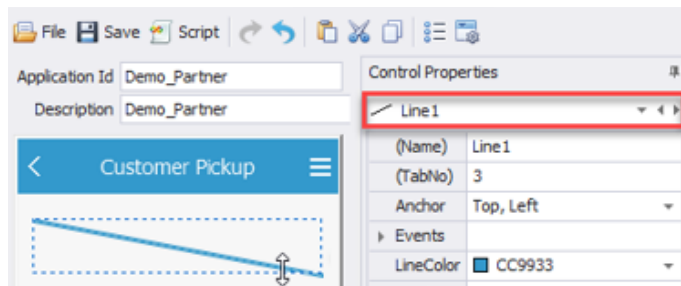 File Save Script
Application Id Demo_Partner
Description Demo_Partner
Customer Pickup
Control Properties
Line1
(Name) Line1
(TabNo) 3
Anchor Top, Left
Events
LineColor CC9933